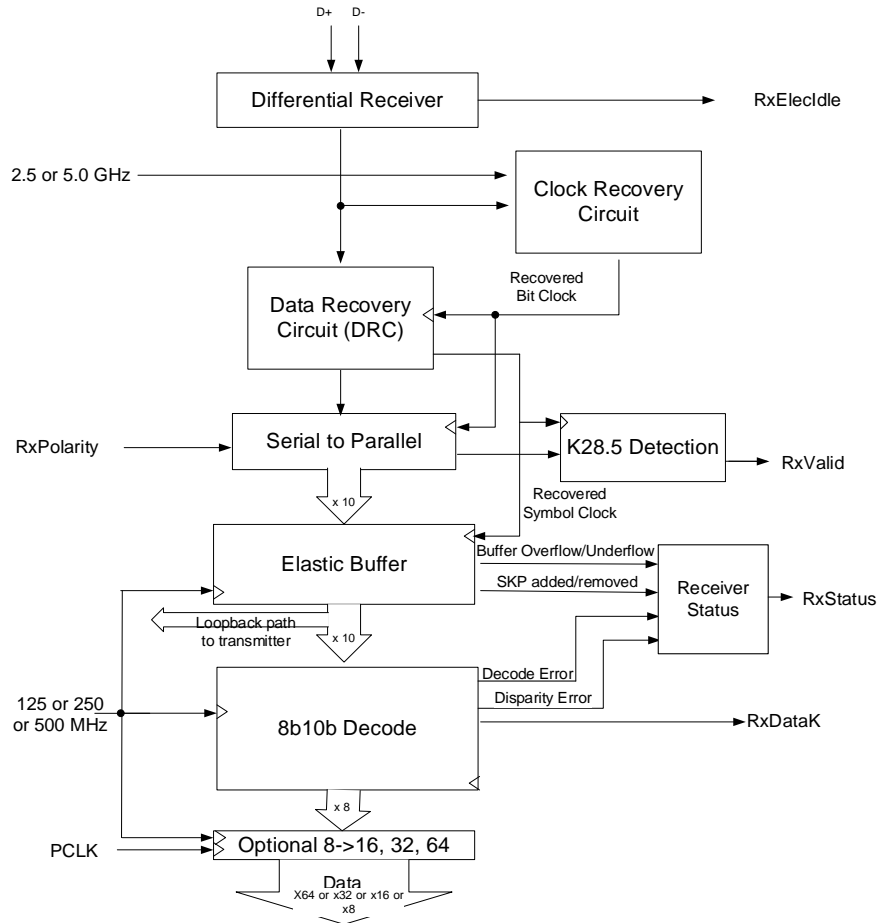 D+ D-
Differential Receiver
RxElecIdle
2.5 or 5.0 GHz
Clock Recovery
Circuit
Recovered
Bit Clock
Data Recovery
Circuit (DRC)
RxPolarity
Serial to Parallel
K28.5 Detection
RxValid
x 10
Recovered
Symbol Clock
Elastic Buffer
Buffer Overflow/Underflow
SKP added/removed
Receiver
Status
RxStatus
Loopback path
to transmitter
x 10
Decode Error
Disparity Error
125 or 250
or 500 MHz
8b10b Decode
RxDataK
x 8
PCLK
Optional 8->16, 32, 64
Data
X64 or x32 or x16 or
x8